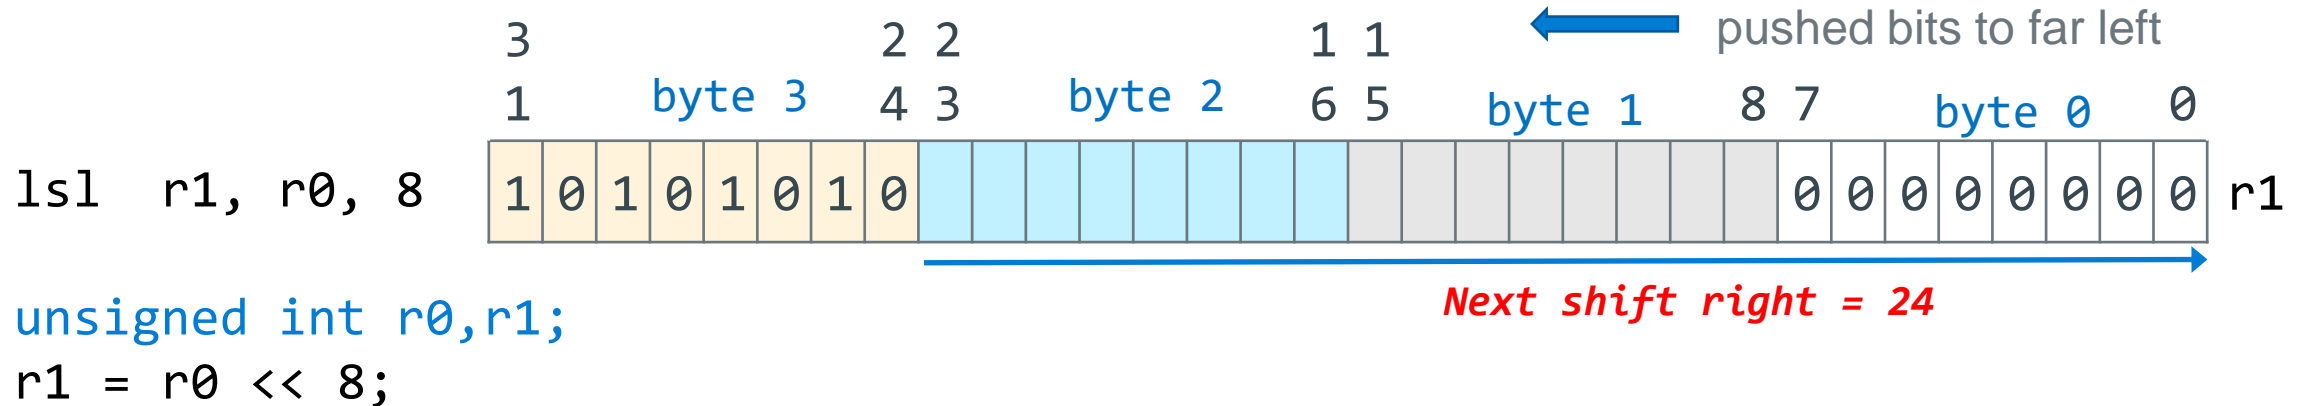 pushed bits to far left
3 2 2 1 1
1 byte 3 4 3 byte 2 6 5 byte 1 8 7 byte 0 0
lsl r1, r0, 8 1 0 1 0 1 0 1 0 0 0 0 0 0 0 0 0 r1
Next shift right = 24
unsigned int r0,r1;
r1 = r0 << 8;